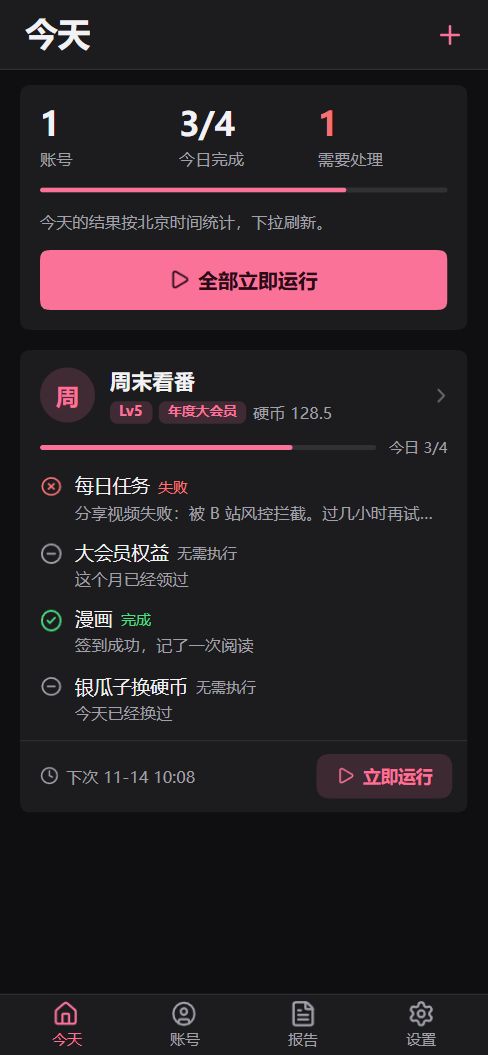 今天
1
3/4
1
账号
今日完成
需要处理
今天的结果按北京时间统计，下拉刷新。
全部立即运行
周
周末看番
Lv5 年度大会员 硬币 128.5
今日 3/4
每日任务 失败
分享视频失败：被 B 站风控拦截。过几小时再试…
大会员权益 无需执行
这个月已经领过
漫画 完成
签到成功，记了一次阅读
银瓜子换硬币 无需执行
今天已经换过
下次 11-14 10:08
立即运行
今天
账号
报告
设置